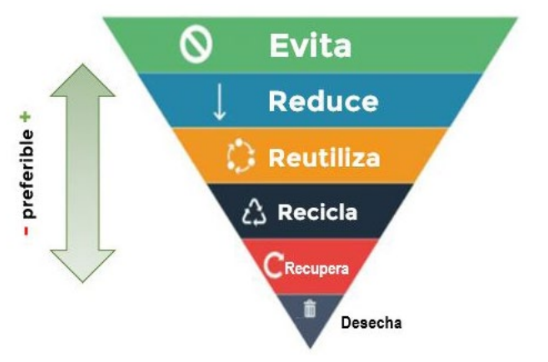 Evita
Reduce
Reutiliza
Recicla
Recupera
Desecha
- preferible +